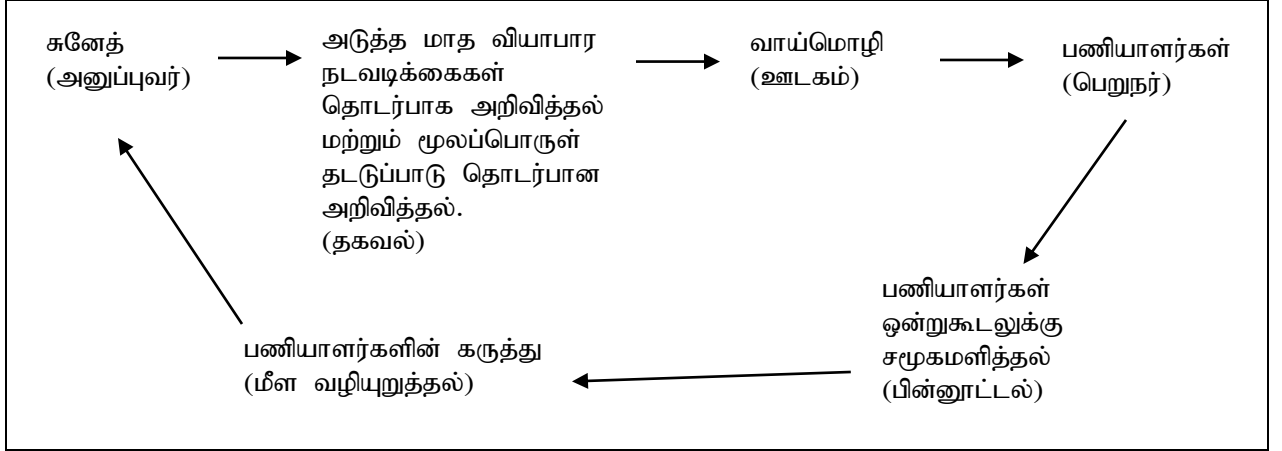 சுனேத்
(அனுப்புவர்)
அடுத்த மாத வியாபார
நடவடிக்கைகள்
தொடர்பாக அறிவித்தல்
மற்றும் மூலப்பொருள்
தடடுப்பாடு தொடர்பான
அறிவித்தல்.
(தகவல்)
வாய்மொழி
(ஊடகம்)
பணியாளர்கள்
(பெறுநர்)
பணியாளர்கள்
ஒன்றுகூடலுக்கு
சமூகமளித்தல்
(பின்னூட்டல்)
பணியாளர்களின் கருத்து
(மீள வழியுறுத்தல்)